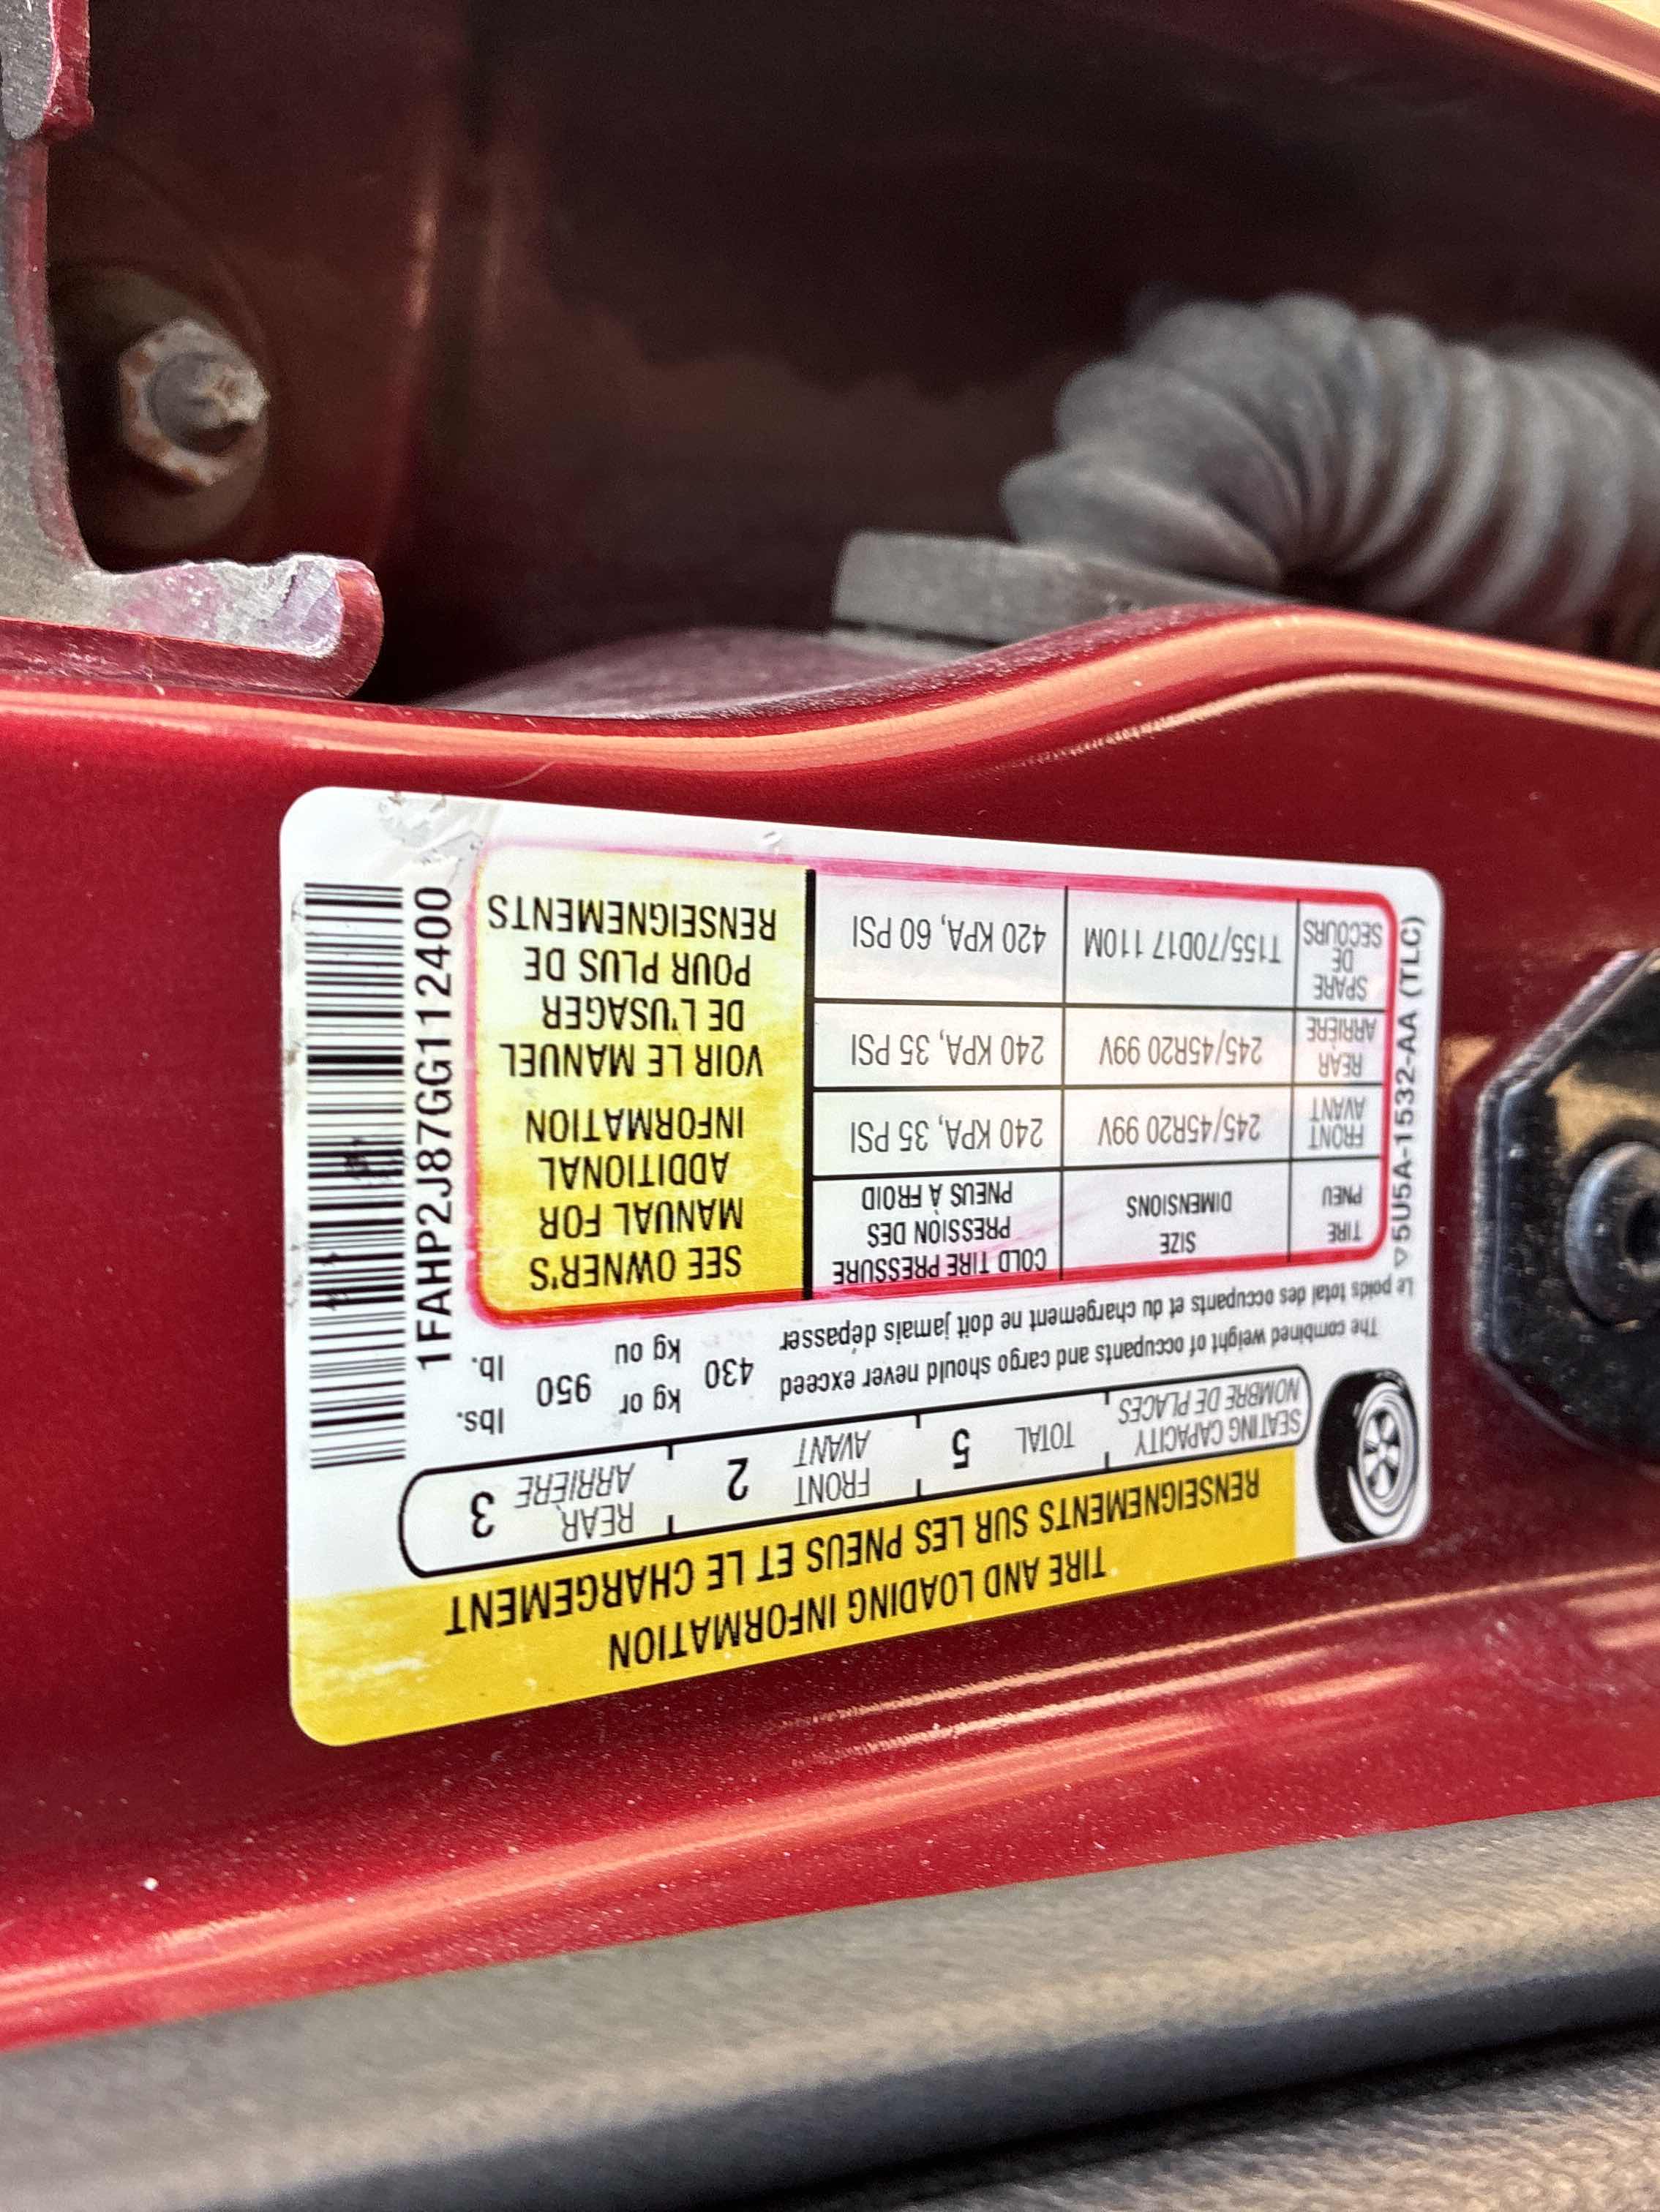 TIRE AND LOADING INFORMATION
RENSEIGNEMENTS SUR LES PNEUS ET LE CHARGEMENT
SEATING CAPACITY
NOMBRE DE PLACES
TOTAL 5
FRONT
AVANT
2
REAR
ARRIÈRE
3
The combined weight of occupants and cargo should never exceed
Le poids total des occupants et du chargement ne doit jamais dépasser
430
kg or
kg ou
950
lbs.
lb.
TIRE
PNEU
SIZE
DIMENSIONS
COLD TIRE PRESSURE
PRESSION DES
PNEUS À FROID
FRONT
AVANT
245/45R20 99V
240 KPA, 35 PSI
REAR
ARRIÈRE
245/45R20 99V
240 KPA, 35 PSI
SPARE
DE
SECOURS
T155/70D17 110M
420 KPA, 60 PSI
SEE OWNER'S
MANUAL FOR
ADDITIONAL
INFORMATION
VOIR LE MANUEL
DE L'USAGER
POUR PLUS DE
RENSEIGNEMENTS
▽5U5A-1532-AA (TLC)
1FAHP2J87GG112400